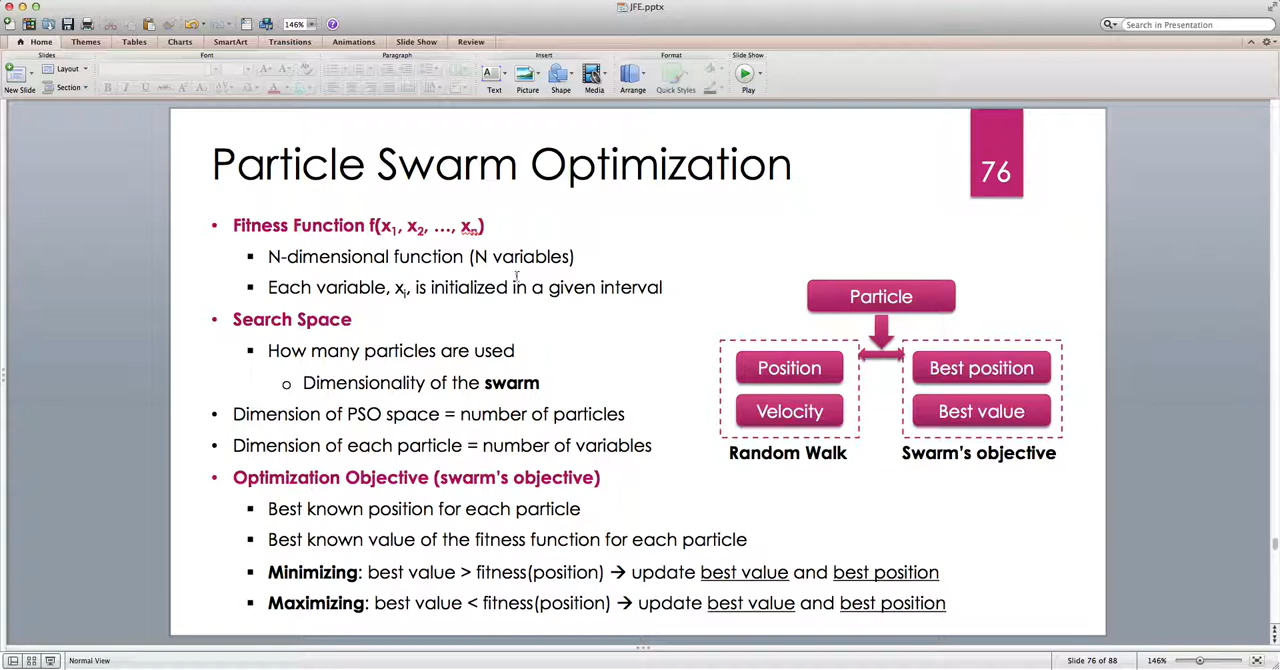 JFE.pptx
146%
Search in Presentation
Home Themes Tables Charts SmartArt Transitions Animations Slide Show Review
Slides Font Paragraph Insert Format Slide Show
Layout
Section
New Slide Text Picture Shape Media Arrange Quick Styles Play
Particle Swarm Optimization
76
• Fitness Function f(x1, x2, …, xn)
▪ N-dimensional function (N variables)
▪ Each variable, xi, is initialized in a given interval
• Search Space
▪ How many particles are used
o Dimensionality of the swarm
• Dimension of PSO space = number of particles
• Dimension of each particle = number of variables
• Optimization Objective (swarm's objective)
▪ Best known position for each particle
▪ Best known value of the fitness function for each particle
▪ Minimizing: best value > fitness(position) → update best value and best position
▪ Maximizing: best value < fitness(position) → update best value and best position
Particle
Position
Velocity
Random Walk
Best position
Best value
Swarm's objective
Normal View
Slide 76 of 88
146%